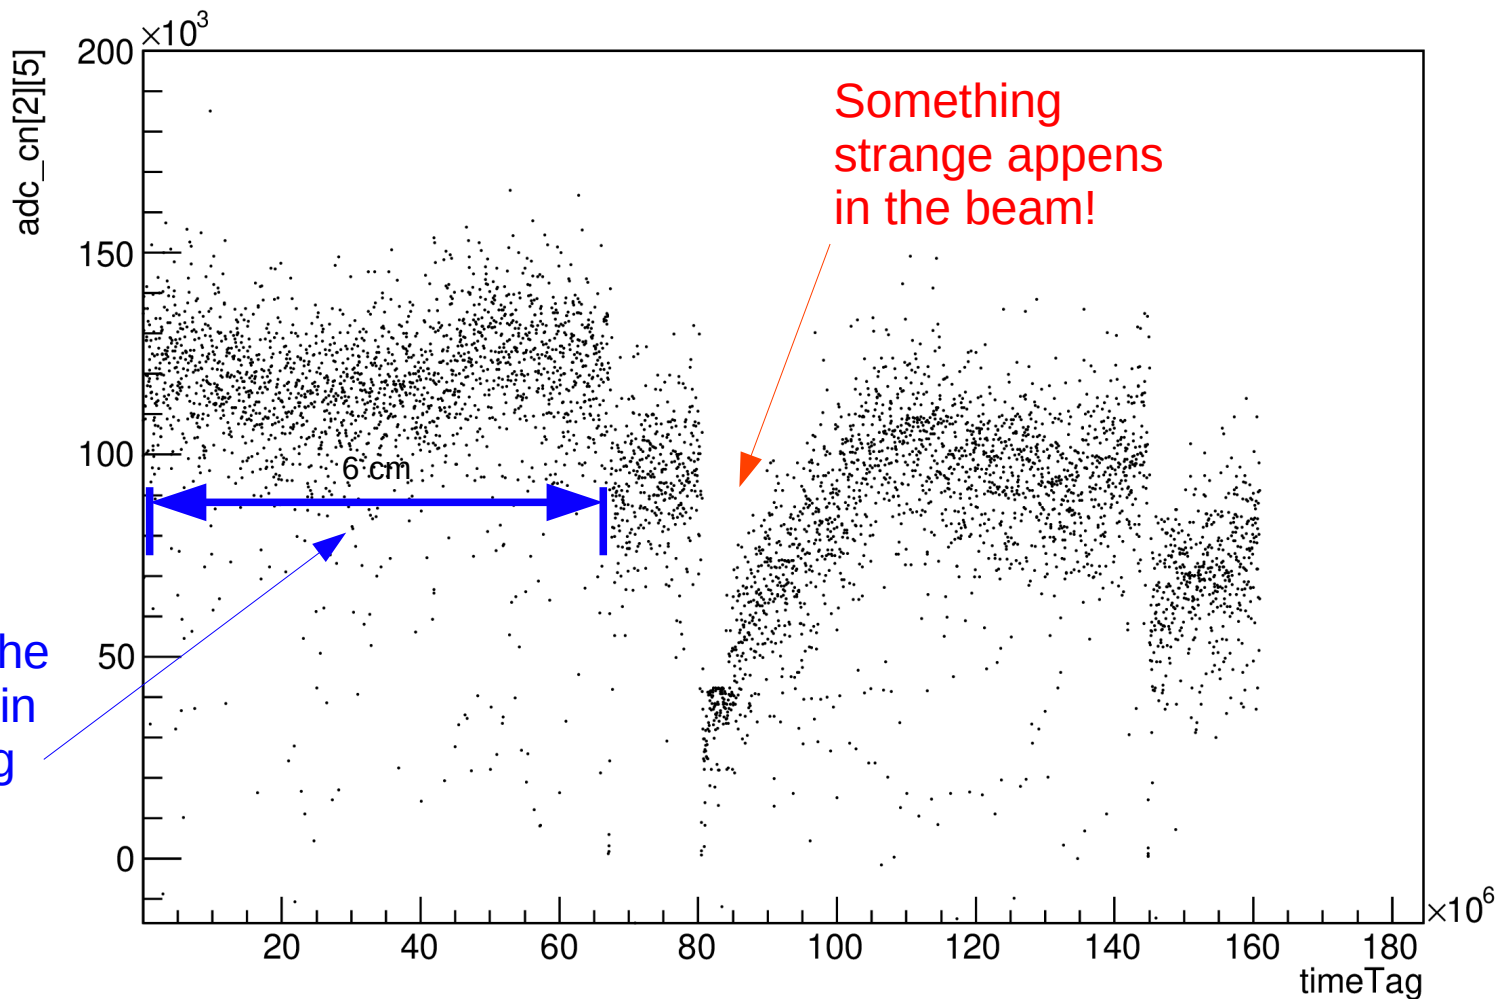 ×10³
200
adc_cn[2][5]
Something
strange appens
in the beam!
150
100
6 cm
50
he
in
g
0
×10⁶
20 40 60 80 100 120 140 160 180
timeTag